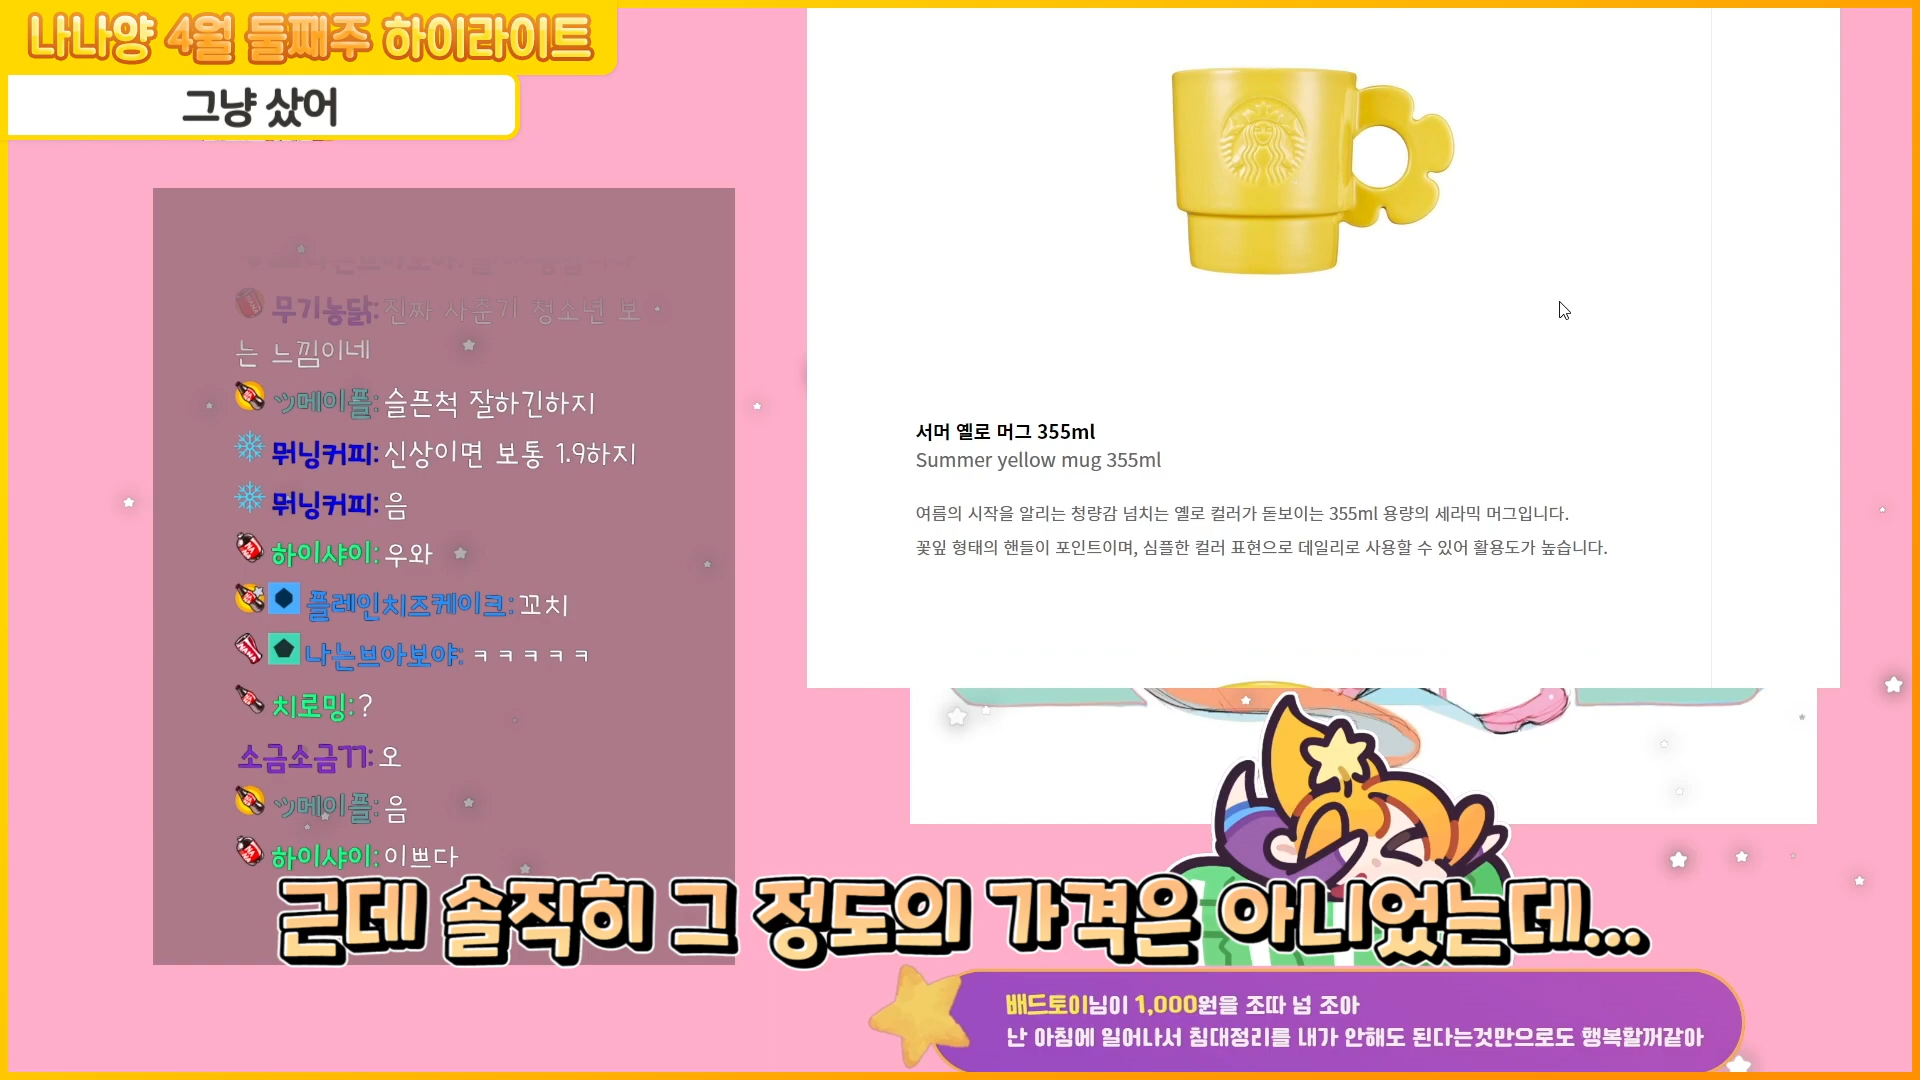 나나양 4월 둘째주 하이라이트
그냥 샀어
무기농닭: 진짜 사춘기 청소년 보
는 느낌이네
ツ메이플: 슬픈척 잘하긴하지
뭐닝커피: 신상이면 보통 1.9하지
뭐닝커피: 음
하이샤이: 우와
플레인치즈케이크: 꼬치
나는브아보야: ㅋㅋㅋㅋㅋ
치로밍: ?
소금소금77: 오
ツ메이플: 음
하이샤이: 이쁘다
서머 옐로 머그 355ml
Summer yellow mug 355ml
여름의 시작을 알리는 청량감 넘치는 옐로 컬러가 돋보이는 355ml 용량의 세라믹 머그입니다.
꽃잎 형태의 핸들이 포인트이며, 심플한 컬러 표현으로 데일리로 사용할 수 있어 활용도가 높습니다.
근데 솔직히 그 정도의 가격은 아니었는데...
배드토이님이 1,000원을 조따 넘 조아
난 아침에 일어나서 침대정리를 내가 안해도 된다는것만으로도 행복할꺼같아